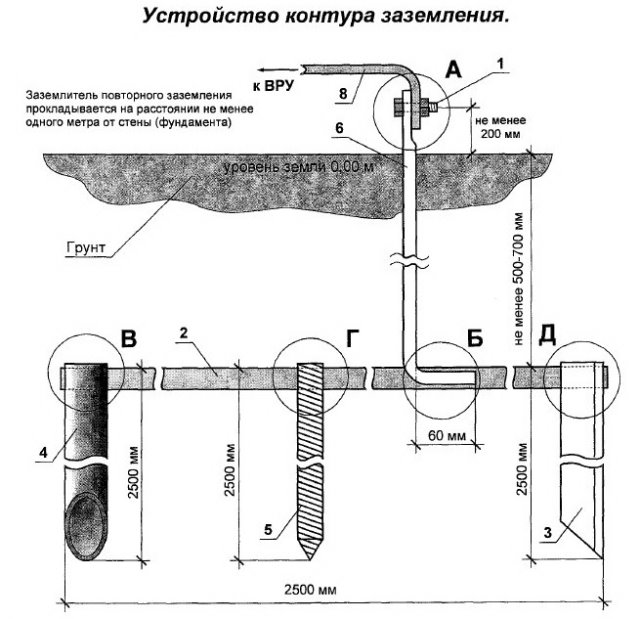 Устройство контура заземления.
А
1
к ВРУ
8
Заземлитель повторного заземления
прокладывается на расстоянии не менее
одного метра от стены (фундамента)
не менее
200 мм
6
уровень земли 0,00 м
Грунт
не менее 500-700 мм
В
2
Г
Б
Д
4
2500 мм
2500 мм
60 мм
2500 мм
5
3
2500 мм